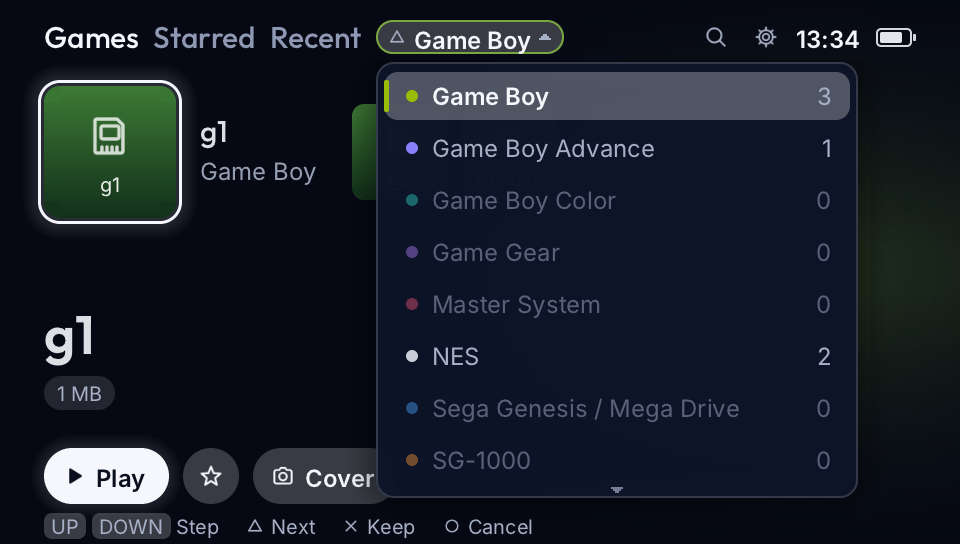 Games Starred Recent Game Boy 13:34
g1
g1
Game Boy
Game Boy 3
Game Boy Advance 1
Game Boy Color 0
Game Gear 0
Master System 0
NES 2
Sega Genesis / Mega Drive 0
SG-1000 0
g1
1 MB
Play Cover
UP DOWN Step Next Keep Cancel